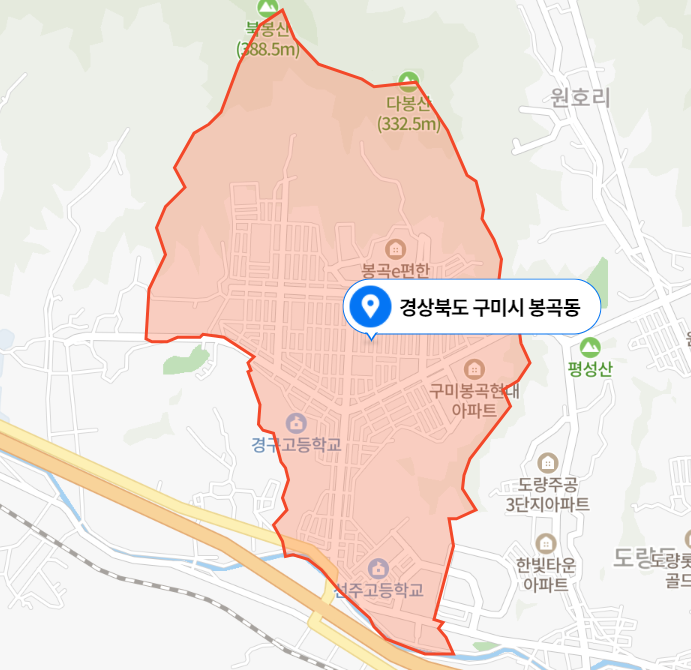 북봉산
(388.5m)
다봉산
(332.5m)
원호리
봉곡e편한
경상북도 구미시 봉곡동
평성산
구미봉곡현대
아파트
경구고등학교
도량주공
3단지아파트
한빛타운
아파트
도량동
도량롯
골드
선주고등학교